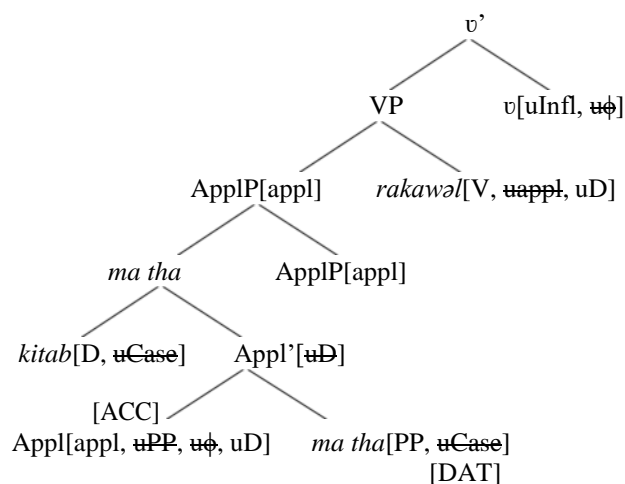 ʋ’
VP ʋ[uInfl, uϕ]
ApplP[appl] rakawəl[V, uappl, uD]
ma tha ApplP[appl]
kitab[D, uCase] Appl’[uD]
[ACC]
Appl[appl, uPP, uϕ, uD] ma tha[PP, uCase]
[DAT]